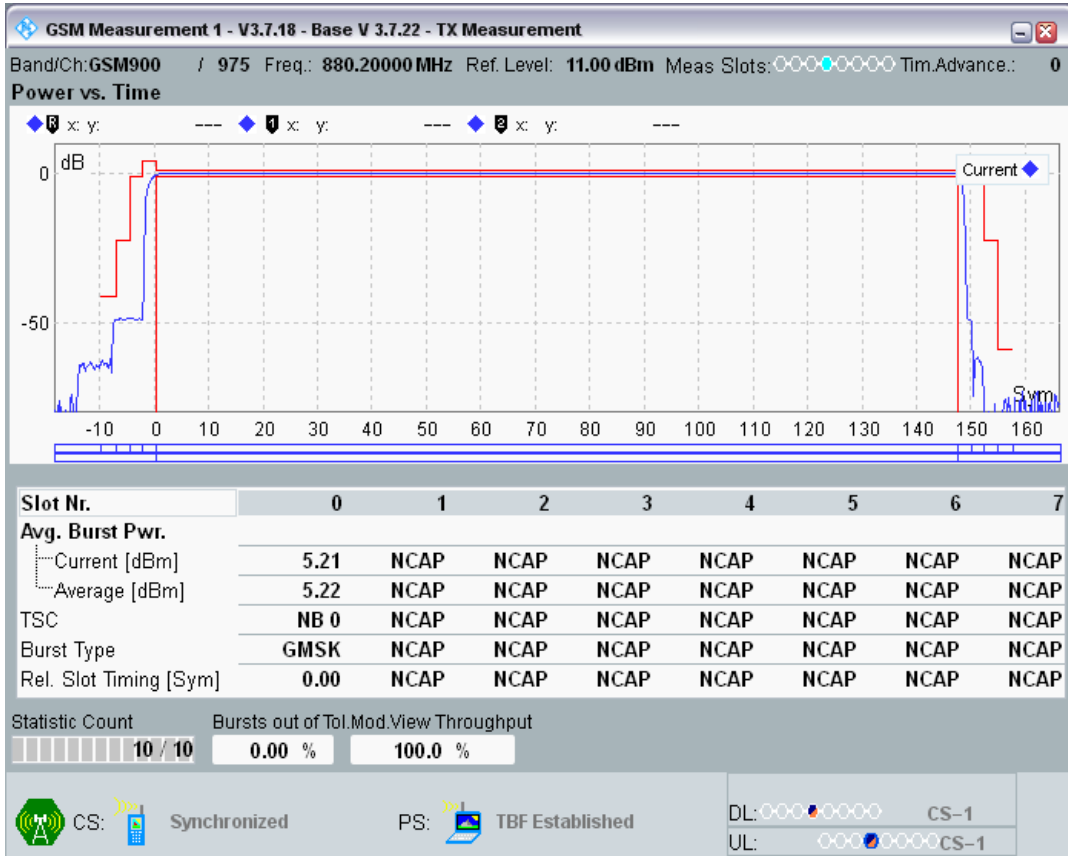 GSM Measurement 1 - V3.7.18 - Base V 3.7.22 - TX Measurement
Band/Ch:GSM900 / 975 Freq.: 880.20000 MHz Ref. Level: 11.00 dBm Meas Slots: Tim.Advance.: 0
Power vs. Time
R x: y: --- 1 x: y: --- 2 x: y: ---
dB
Current
0
-50
Sym
-10 0 10 20 30 40 50 60 70 80 90 100 110 120 130 140 150 160
Slot Nr. 0 1 2 3 4 5 6 7
Avg. Burst Pwr.
Current [dBm] 5.21 NCAP NCAP NCAP NCAP NCAP NCAP NCAP
Average [dBm] 5.22 NCAP NCAP NCAP NCAP NCAP NCAP NCAP
TSC NB 0 NCAP NCAP NCAP NCAP NCAP NCAP NCAP
Burst Type GMSK NCAP NCAP NCAP NCAP NCAP NCAP NCAP
Rel. Slot Timing [Sym] 0.00 NCAP NCAP NCAP NCAP NCAP NCAP NCAP
Statistic Count Bursts out of Tol.Mod.View Throughput
10 / 10 0.00 % 100.0 %
CS: Synchronized PS: TBF Established
DL: CS-1
UL: CS-1